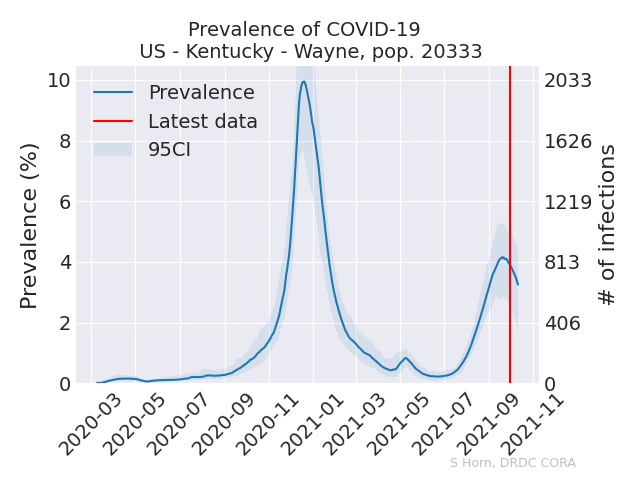 Prevalence of COVID-19
US - Kentucky - Wayne, pop. 20333
Prevalence (%)
10
8
6
4
2
0
Prevalence
Latest data
95CI
2033
1626
1219
813
406
0
# of infections
2020-03
2020-05
2020-07
2020-09
2020-11
2021-01
2021-03
2021-05
2021-07
2021-09
2021-11
S Horn, DRDC CORA